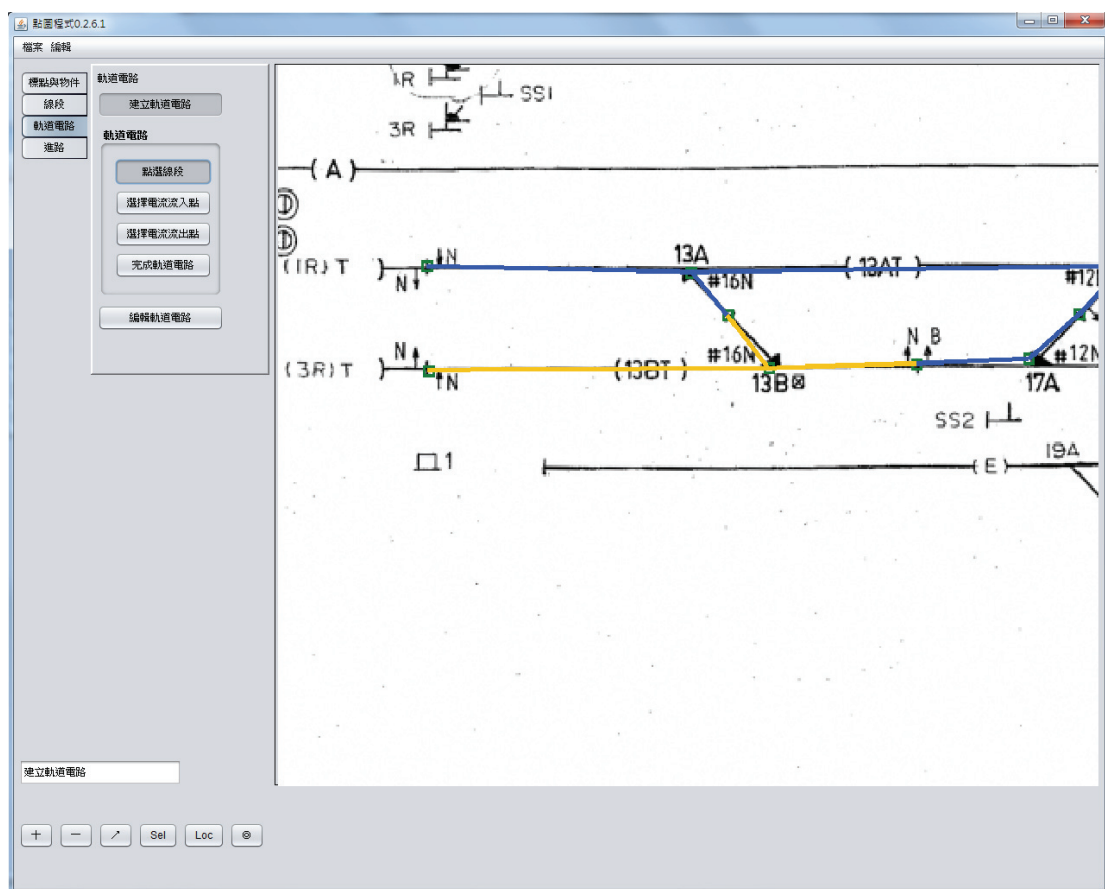 點圖程式0.2.6.1
檔案 編輯
標點與物件
線段
軌道電路
進路
軌道電路
建立軌道電路
軌道電路
點選線段
選擇電流流入點
選擇電流流出點
完成軌道電路
編輯軌道電路
1R
SS1
3R
( A )
(1R) T )
N
N
13A
#16N
( 13AT )
#12N
(3R) T )
N
N
(13BT )
#16N
13B
N B
17A
#12N
SS2
1
( E )
19A
建立軌道電路
+ − Sel Loc